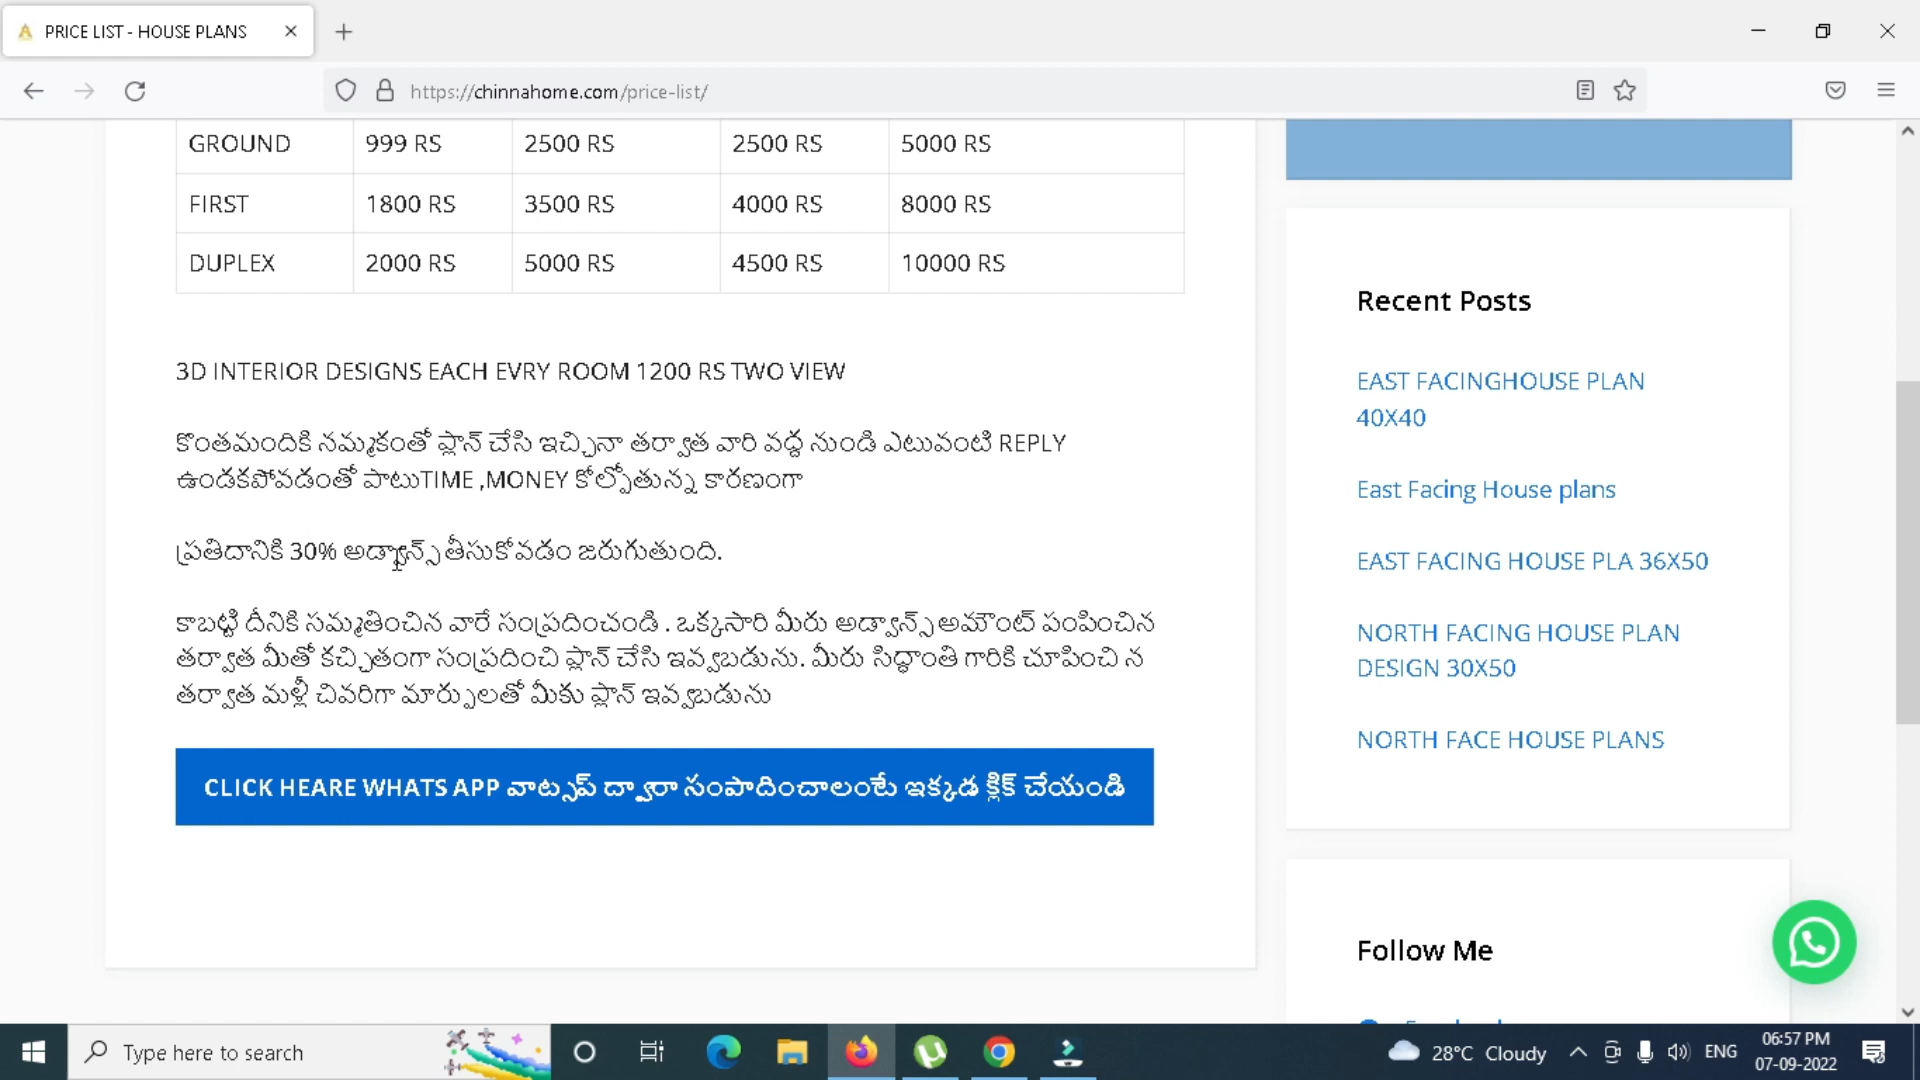 PRICE LIST - HOUSE PLANS
https://chinnahome.com/price-list/
GROUND 999 RS 2500 RS 2500 RS 5000 RS
FIRST 1800 RS 3500 RS 4000 RS 8000 RS
DUPLEX 2000 RS 5000 RS 4500 RS 10000 RS
3D INTERIOR DESIGNS EACH EVRY ROOM 1200 RS TWO VIEW
కొంతమందికి నమ్మకంతో ప్లాన్ చేసి ఇచ్చినా తర్వాత వారి వద్ద నుండి ఎటువంటి REPLY
ఉండకపోవడంతో పాటుTIME ,MONEY కోల్పోతున్న కారణంగా
ప్రతిదానికి 30% అడ్వాన్స్ తీసుకోవడం జరుగుతుంది.
కాబట్టి దీనికి సమ్మతించిన వారే సంప్రదించండి . ఒక్కసారి మీరు అడ్వాన్స్ అమౌంట్ పంపించిన
తర్వాత మీతో కచ్చితంగా సంప్రదించి ప్లాన్ చేసి ఇవ్వబడును. మీరు సిద్ధాంతి గారికి చూపించి న
తర్వాత మళ్లీ చివరిగా మార్పులతో మీకు ప్లాన్ ఇవ్వబడును
CLICK HEARE WHATS APP వాట్సప్ ద్వారా సంపాదించాలంటే ఇక్కడ క్లిక్ చేయండి
Recent Posts
EAST FACINGHOUSE PLAN
40X40
East Facing House plans
EAST FACING HOUSE PLA 36X50
NORTH FACING HOUSE PLAN
DESIGN 30X50
NORTH FACE HOUSE PLANS
Follow Me
Type here to search
28°C Cloudy
ENG
06:57 PM
07-09-2022